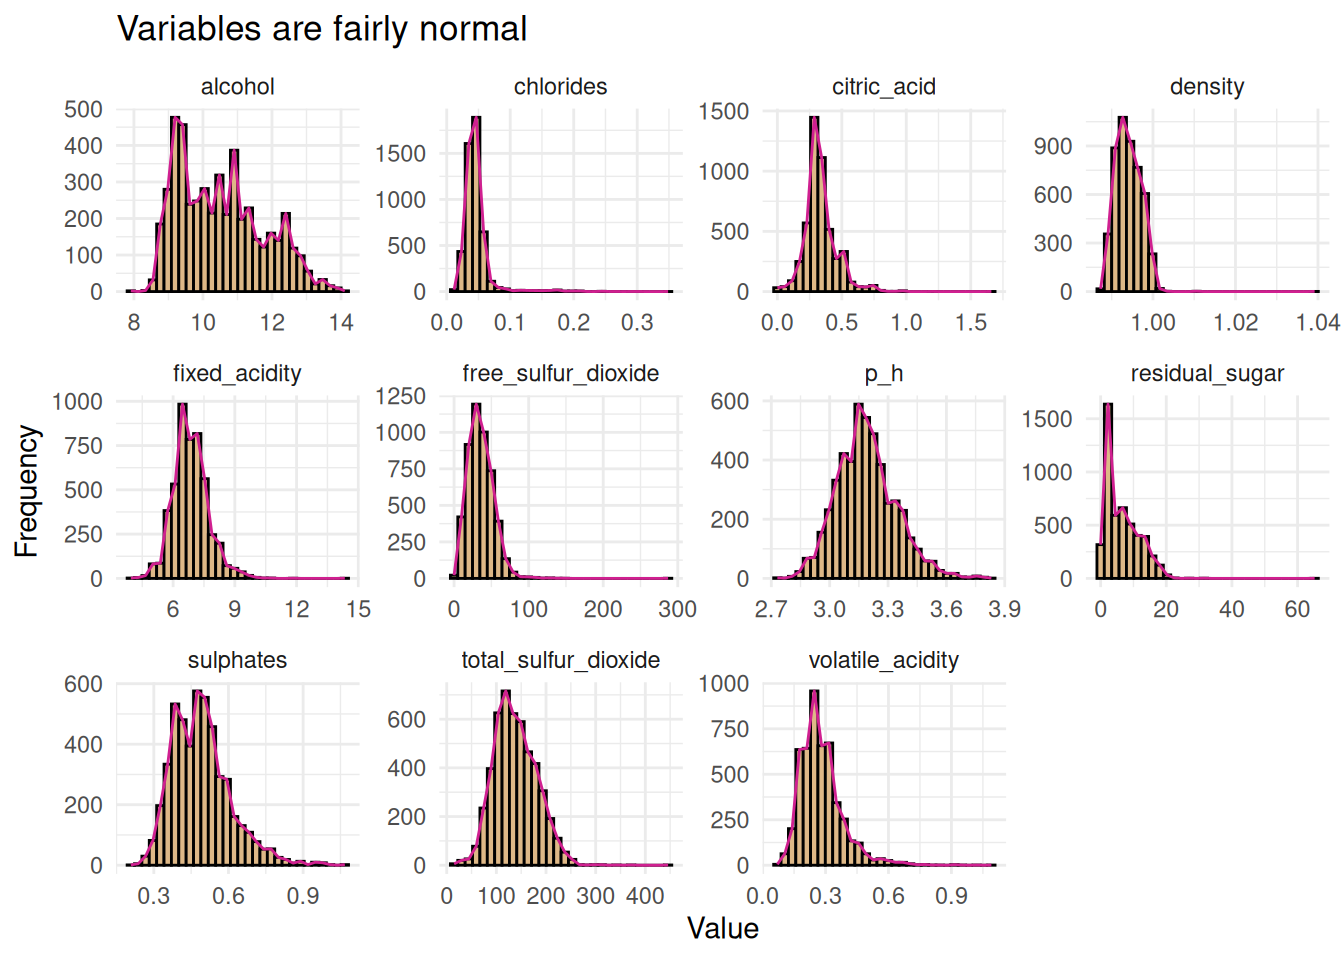 Variables are fairly normal
alcohol chlorides citric_acid density
500
400
300
200
100
0
8 10 12 14
1500
1000
500
0
0.0 0.1 0.2 0.3
1500
1000
500
0
0.0 0.5 1.0 1.5
900
600
300
0
1.00 1.02 1.04
fixed_acidity free_sulfur_dioxide p_h residual_sugar
1000
750
500
250
0
6 9 12 15
1250
1000
750
500
250
0
0 100 200 300
600
400
200
0
2.7 3.0 3.3 3.6 3.9
1500
1000
500
0
0 20 40 60
sulphates total_sulfur_dioxide volatile_acidity
600
400
200
0
0.3 0.6 0.9
600
400
200
0
0 100 200 300 400
1000
750
500
250
0
0.0 0.3 0.6 0.9
Frequency
Value